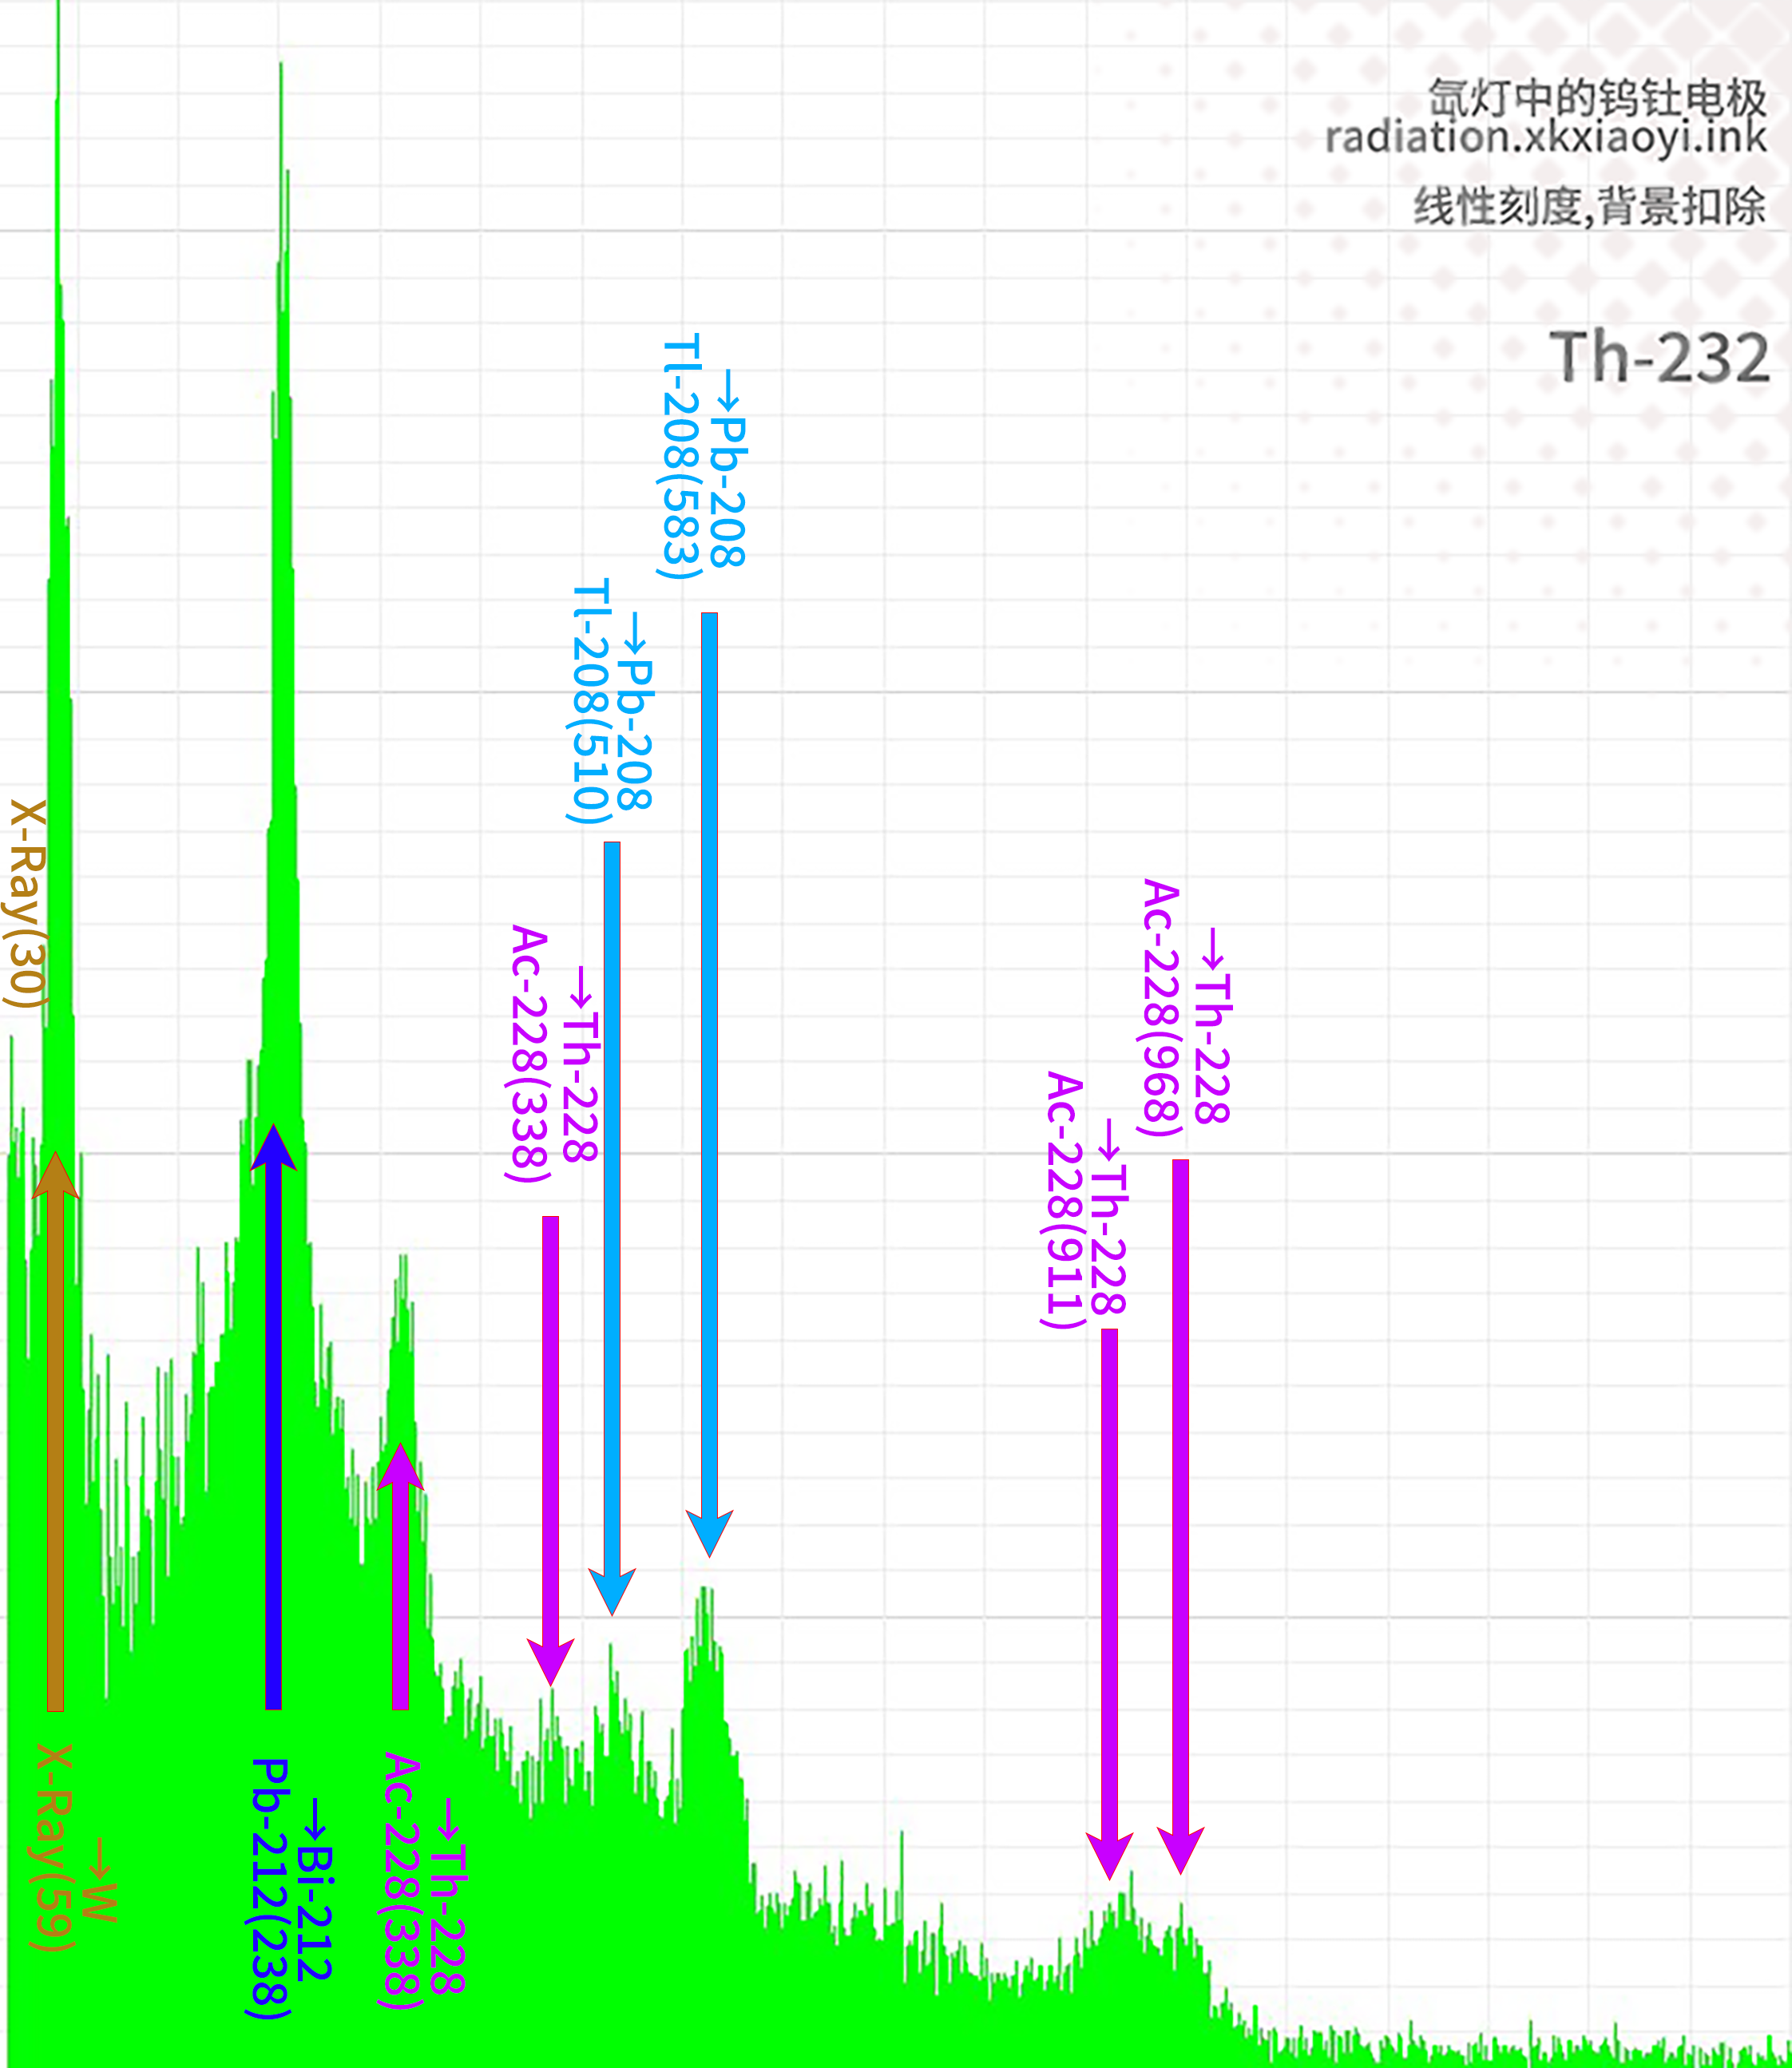 氙灯中的钨钍电极
radiation.xkxiaoyi.ink
线性刻度,背景扣除
Th-232
→Pb-208
Tl-208(583)
→Pb-208
Tl-208(510)
X-Ray(30)
→Th-228
Ac-228(338)
→Th-228
Ac-228(968)
→Th-228
Ac-228(911)
→W
X-Ray(59)
→Bi-212
Pb-212(238)
→Th-228
Ac-228(338)